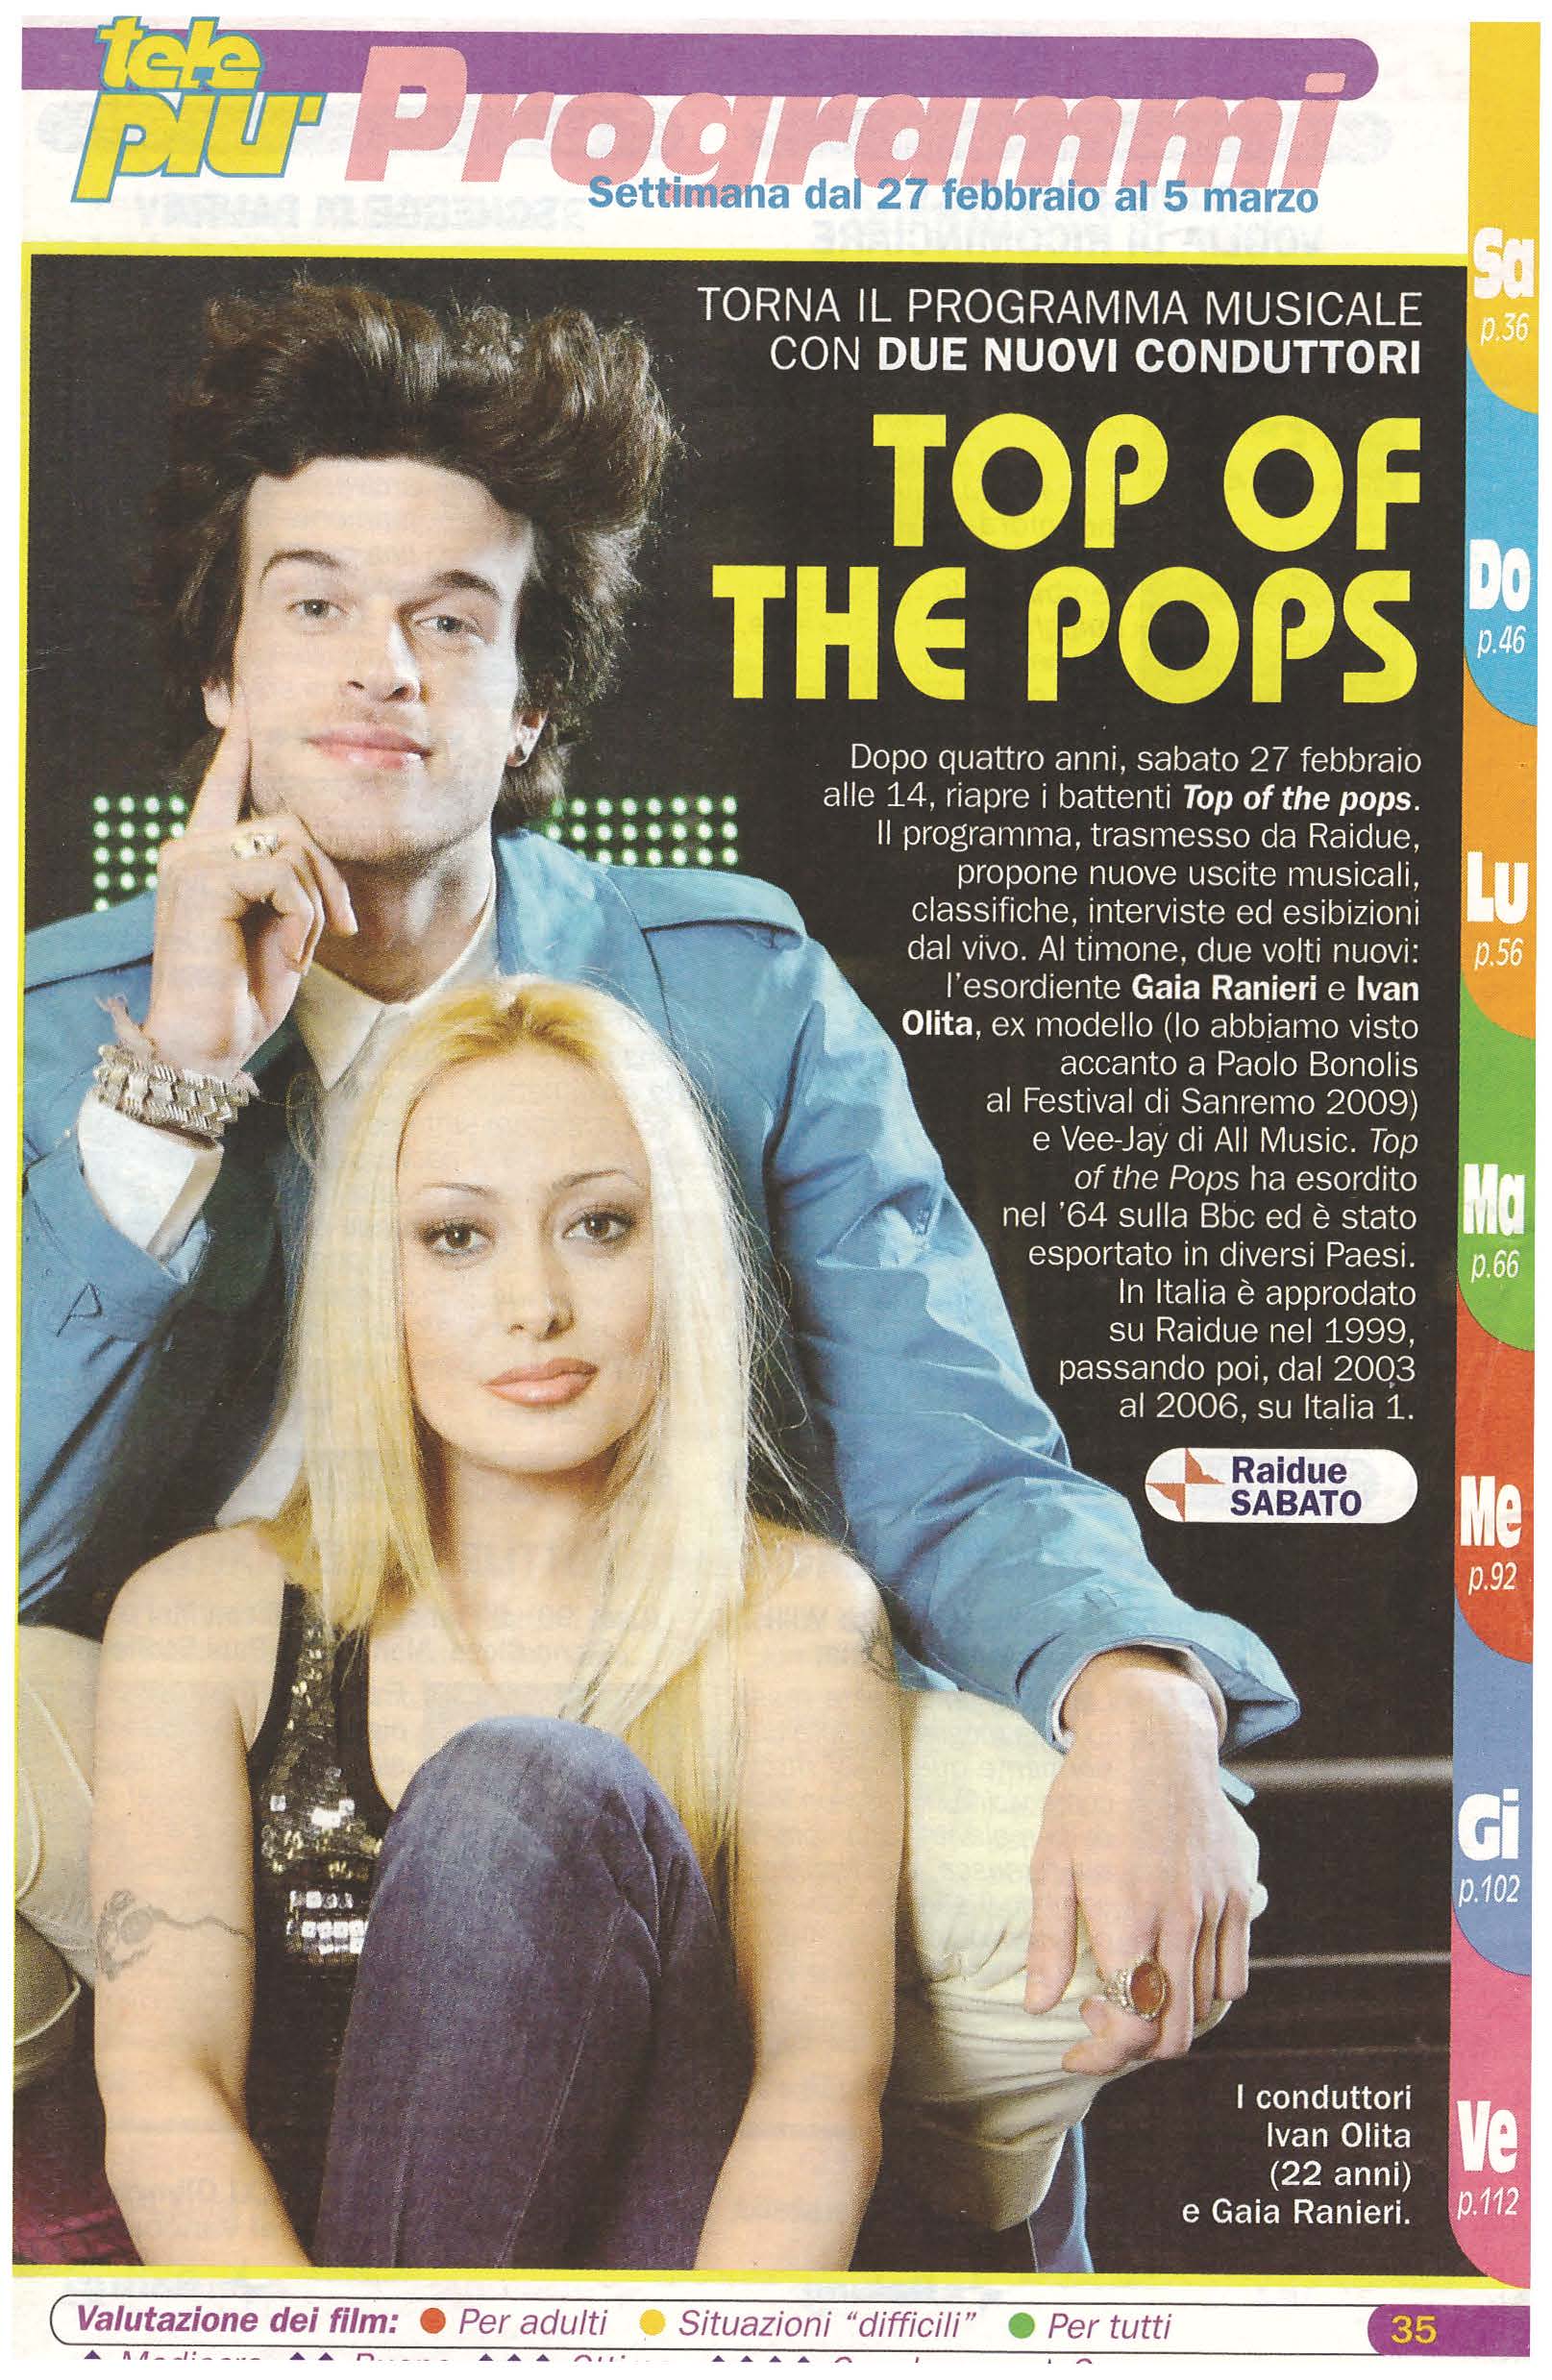 tele
più
Programmi
Settimana dal 27 febbraio al 5 marzo
TORNA IL PROGRAMMA MUSICALE
CON DUE NUOVI CONDUTTORI
TOP OF
THE POPS
Dopo quattro anni, sabato 27 febbraio
alle 14, riapre i battenti Top of the pops.
Il programma, trasmesso da Raidue,
propone nuove uscite musicali,
classifiche, interviste ed esibizioni
dal vivo. Al timone, due volti nuovi:
l'esordiente Gaia Ranieri e Ivan
Olita, ex modello (lo abbiamo visto
accanto a Paolo Bonolis
al Festival di Sanremo 2009)
e Vee-Jay di All Music. Top
of the Pops ha esordito
nel '64 sulla Bbc ed è stato
esportato in diversi Paesi.
In Italia è approdato
su Raidue nel 1999,
passando poi, dal 2003
al 2006, su Italia 1.
Raidue
SABATO
I conduttori
Ivan Olita
(22 anni)
e Gaia Ranieri.
Sa
p.36
Do
p.46
Lu
p.56
Ma
p.66
Me
p.92
Gi
p.102
Ve
p.112
Valutazione dei film: Per adulti Situazioni "difficili" Per tutti
35